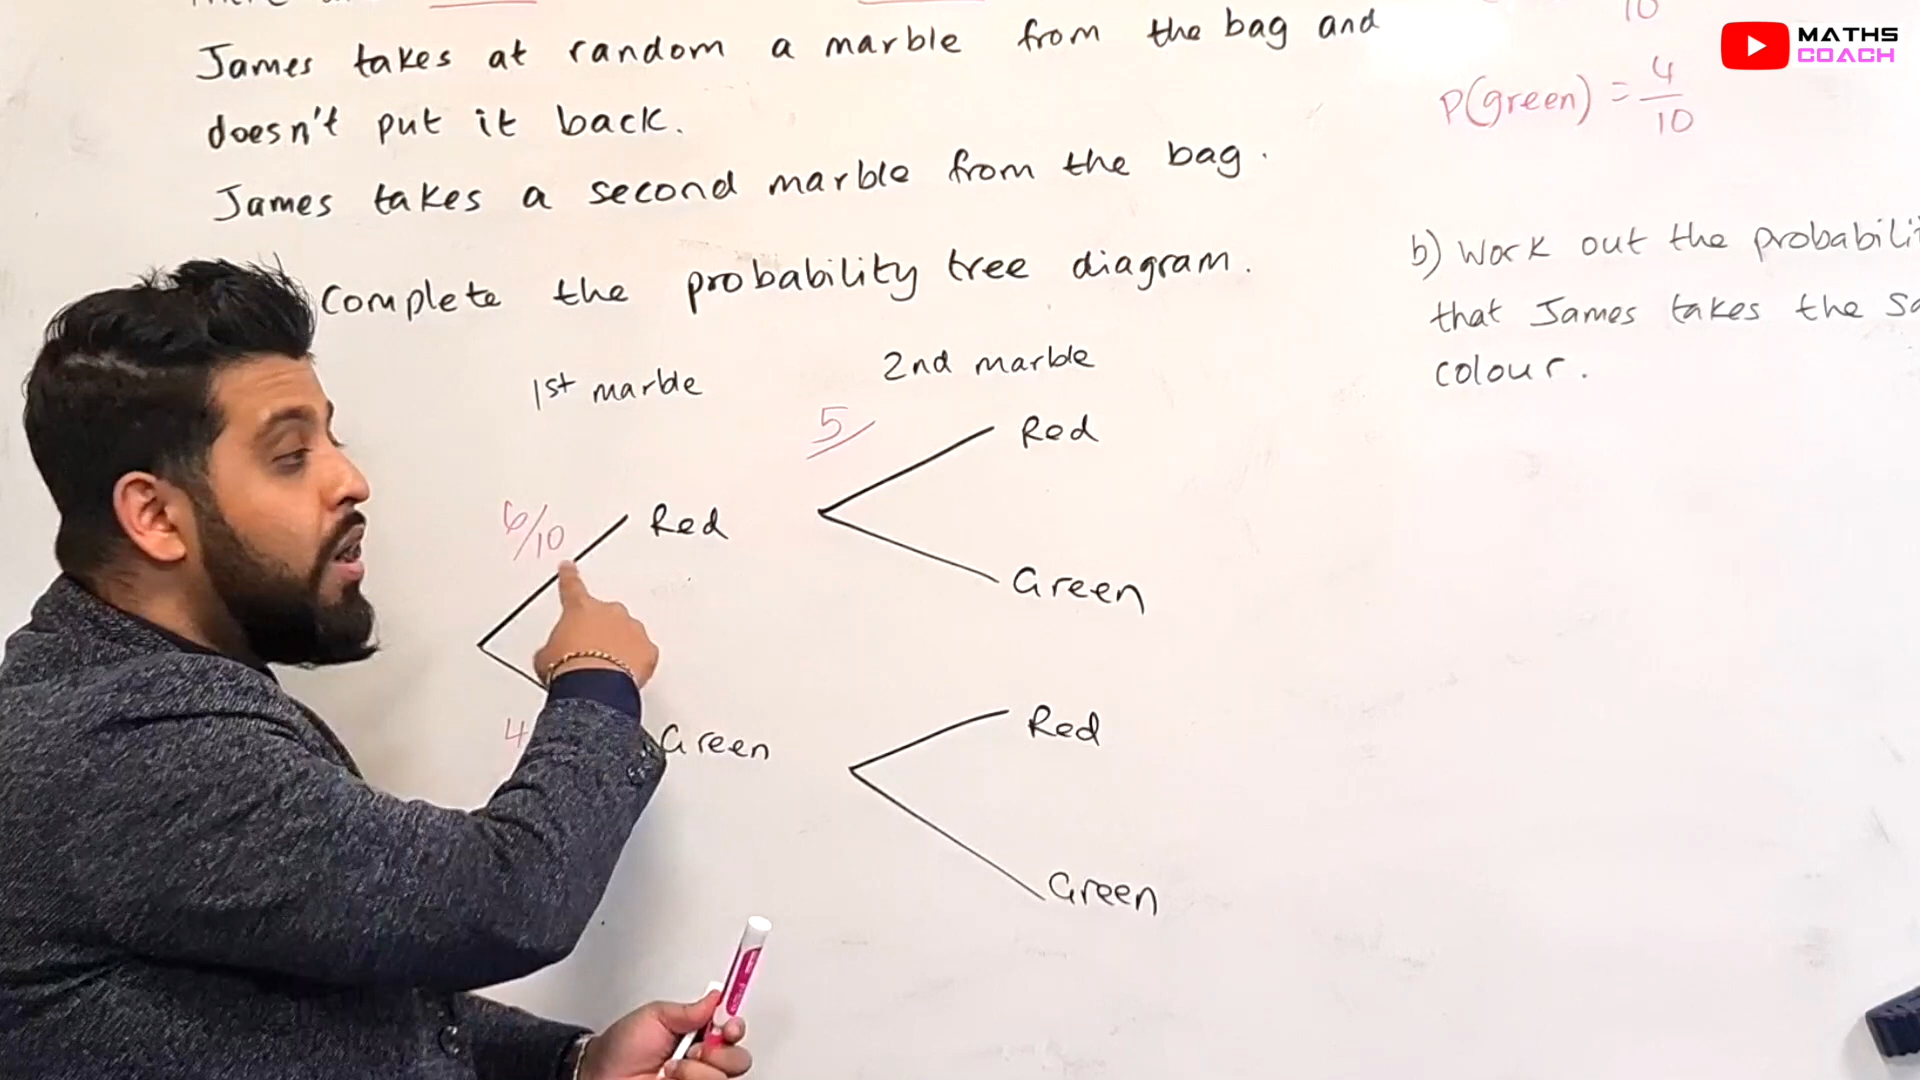 10
MATHS
COACH
James takes at random a marble from the bag and
doesn't put it back.
P(green) = 4/10
James takes a second marble from the bag.
Complete the probability tree diagram.
b) Work out the
that James takes the
colour.
1st marble
2nd marble
5/
Red
6/10
Red
Green
4
Green
Red
Green